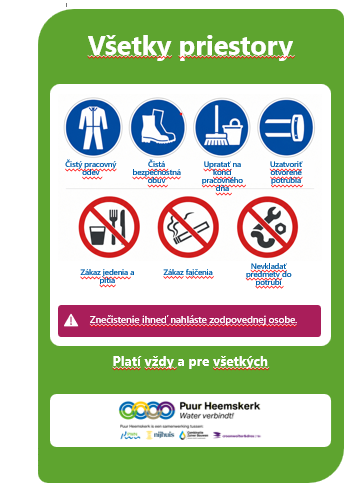 Všetky priestory
Čistý pracovný
odev
Čistá
bezpečnostná
obuv
Upratať na
konci
pracovného
dňa
Uzatvoriť
otvorené
potrubia
Zákaz jedenia a
pitia
Zákaz fajčenia
Nevkladať
predmety do
potrubí
Znečistenie ihneď nahláste zodpovednej osobe.
Platí vždy a pre všetkých
Puur Heemskerk
Water verbindt!
Puur Heemskerk is een samenwerking tussen:
nijhuis